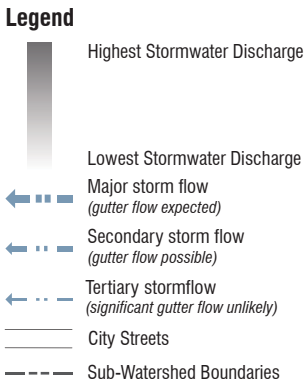 Legend
Highest Stormwater Discharge
Lowest Stormwater Discharge
Major storm flow
(gutter flow expected)
Secondary storm flow
(gutter flow possible)
Tertiary stormflow
(significant gutter flow unlikely)
City Streets
Sub-Watershed Boundaries